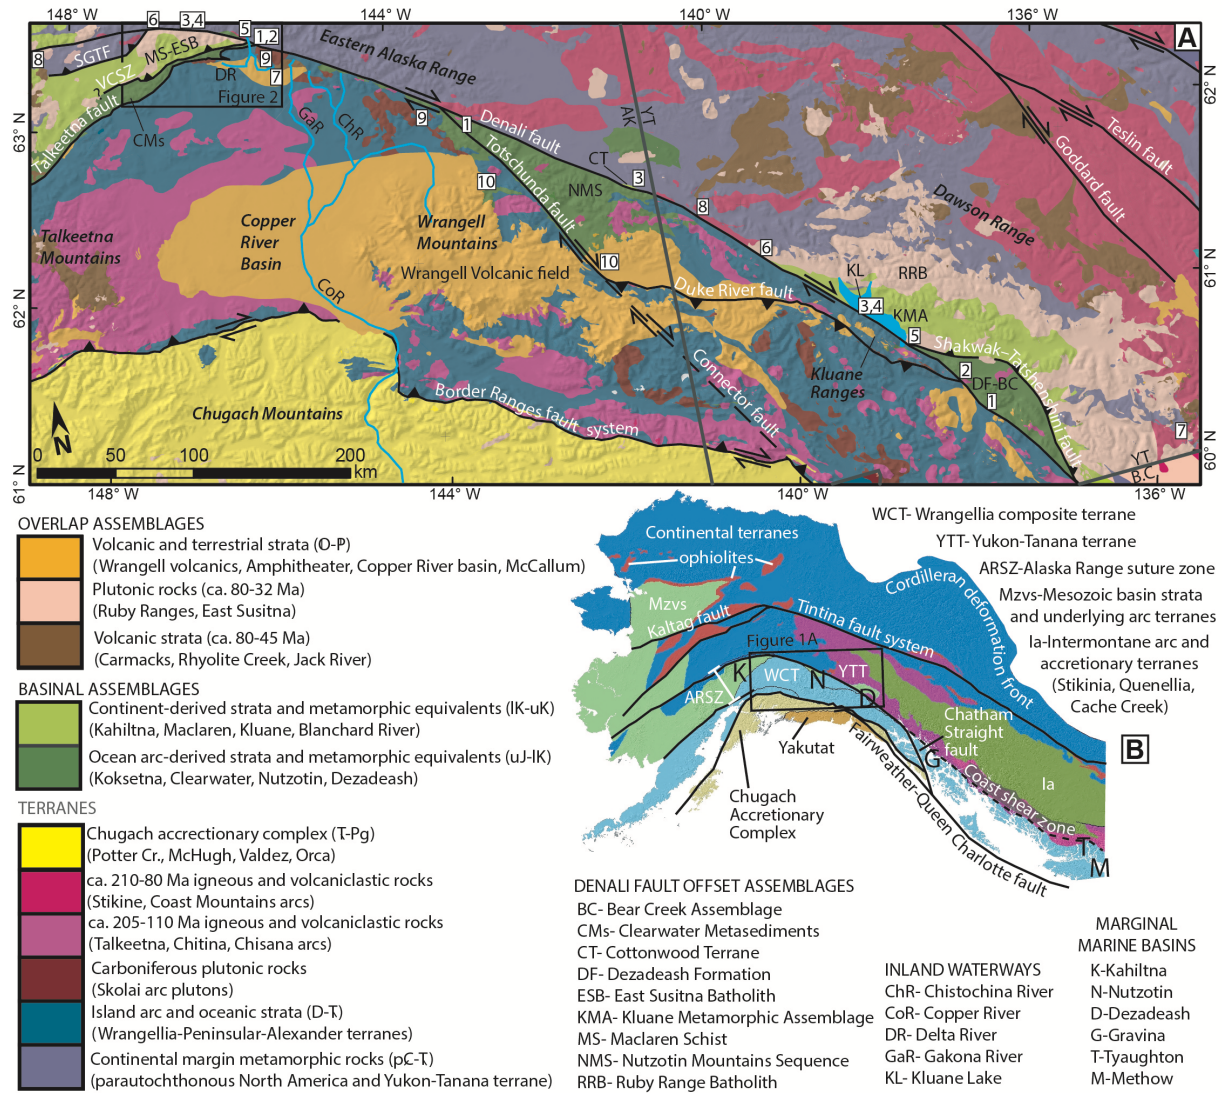 148° W
144° W
140° W
136° W
A
6
3,4
5
1,2
8
SGTF
MS-ESB
9
7
Eastern Alaska Range
VCSZ
?
DR
Figure 2
Talkeetna fault
CMs
GaR
ChR
9
1
Denali fault
YT
AK
62° N
Teslin fault
Goddard fault
63° N
Totschunda fault
CT
3
10
NMS
8
Dawson Range
Copper
River
Basin
Wrangell
Mountains
Talkeetna
Mountains
6
10
Wrangell Volcanic field
KL
RRB
61° N
CoR
Duke River fault
3,4
KMA
62° N
5
Shakwak-Tatshenshini fault
Connector fault
Kluane
Ranges
2
DF-BC
1
Chugach Mountains
Border Ranges fault system
7
N
0
50
100
200
km
YT
B.C
60° N
61° N
148° W
144° W
140° W
136° W
OVERLAP ASSEMBLAGES
Volcanic and terrestrial strata (O-P)
(Wrangell volcanics, Amphitheater, Copper River basin, McCallum)
Plutonic rocks (ca. 80-32 Ma)
(Ruby Ranges, East Susitna)
Volcanic strata (ca. 80-45 Ma)
(Carmacks, Rhyolite Creek, Jack River)
BASINAL ASSEMBLAGES
Continent-derived strata and metamorphic equivalents (lK-uK)
(Kahiltna, Maclaren, Kluane, Blanchard River)
Ocean arc-derived strata and metamorphic equivalents (uJ-lK)
(Koksetna, Clearwater, Nutzotin, Dezadeash)
TERRANES
Chugach accrectionary complex (T-Pg)
(Potter Cr., McHugh, Valdez, Orca)
ca. 210-80 Ma igneous and volcaniclastic rocks
(Stikine, Coast Mountains arcs)
ca. 205-110 Ma igneous and volcaniclastic rocks
(Talkeetna, Chitina, Chisana arcs)
Carboniferous plutonic rocks
(Skolai arc plutons)
Island arc and oceanic strata (D-T)
(Wrangellia-Peninsular-Alexander terranes)
Continental margin metamorphic rocks (pC-T)
(parautochthonous North America and Yukon-Tanana terrane)
Continental terranes
ophiolites
Mzvs
Kaltag fault
Tintina fault system
Cordilleran deformation front
Figure 1A
K
WCT
N
YTT
D
ARSZ
Yakutat
Chatham
Straight
fault
G
Ia
Coast shear zone
Chugach
Accretionary
Complex
Fairweather-Queen Charlotte fault
T
M
B
WCT- Wrangellia composite terrane
YTT- Yukon-Tanana terrane
ARSZ-Alaska Range suture zone
Mzvs-Mesozoic basin strata
and underlying arc terranes
Ia-Intermontane arc and
accretionary terranes
(Stikinia, Quenellia,
Cache Creek)
DENALI FAULT OFFSET ASSEMBLAGES
BC- Bear Creek Assemblage
CMs- Clearwater Metasediments
CT- Cottonwood Terrane
DF- Dezadeash Formation
ESB- East Susitna Batholith
KMA- Kluane Metamorphic Assemblage
MS- Maclaren Schist
NMS- Nutzotin Mountains Sequence
RRB- Ruby Range Batholith
INLAND WATERWAYS
ChR- Chistochina River
CoR- Copper River
DR- Delta River
GaR- Gakona River
KL- Kluane Lake
MARGINAL
MARINE BASINS
K-Kahiltna
N-Nutzotin
D-Dezadeash
G-Gravina
T-Tyaughton
M-Methow